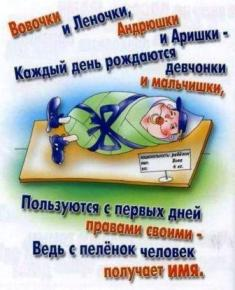 Вовочки
и Леночки,
Андрюшки
и Аришки -
Каждый день рождаются
девчонки
и мальчишки,
Пользуются с первых дней
правами своими -
Ведь с пелёнок человек
получает ИМЯ.